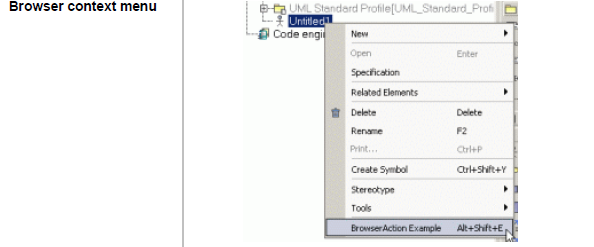 Browser context menu
UML Standard Profile[UML_Standard_Profi
Untitled1
Code engin
New
Open Enter
Specification
Related Elements
Delete Delete
Rename F2
Print... Ctrl+P
Create Symbol Ctrl+Shift+Y
Stereotype
Tools
BrowserAction Example Alt+Shift+E